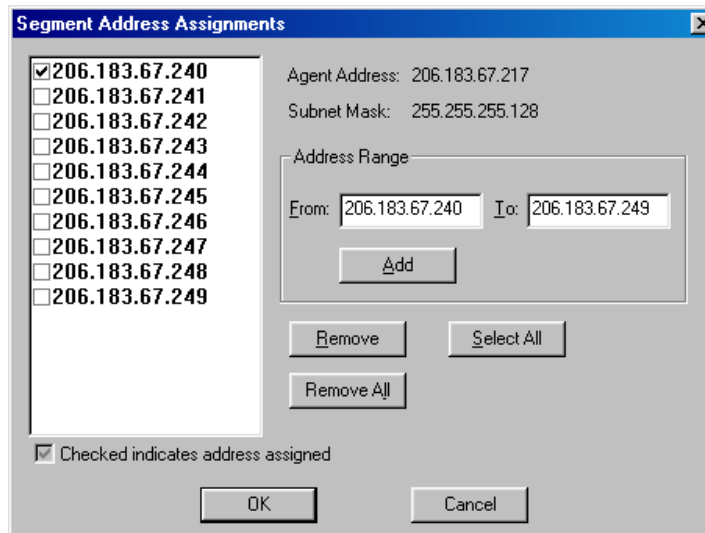 Segment Address Assignments
206.183.67.240
206.183.67.241
206.183.67.242
206.183.67.243
206.183.67.244
206.183.67.245
206.183.67.246
206.183.67.247
206.183.67.248
206.183.67.249
Agent Address: 206.183.67.217
Subnet Mask: 255.255.255.128
Address Range
From: 206.183.67.240 To: 206.183.67.249
Add
Remove Select All
Remove All
Checked indicates address assigned
OK Cancel